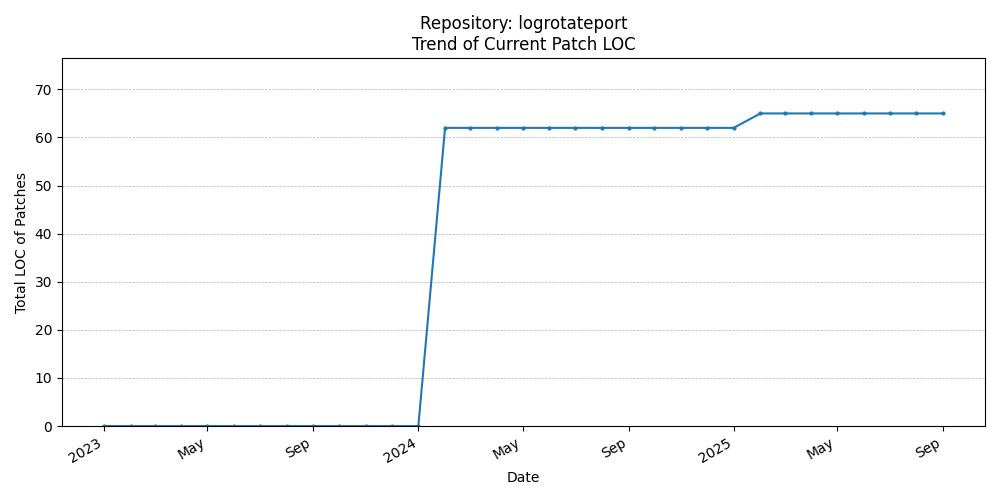 Repository: logrotateport
Trend of Current Patch LOC
Total LOC of Patches
70
60
50
40
30
20
10
0
2023
May
Sep
2024
May
Sep
2025
May
Sep
Date